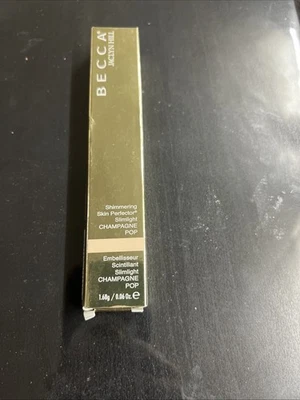 BECCA®
JACLYN HILL
Shimmering
Skin Perfector®
Slimlight
CHAMPAGNE
POP
Embellisseur
Scintillant
Slimlight
CHAMPAGNE
POP
1.60g / 0.06 Oz. ℮